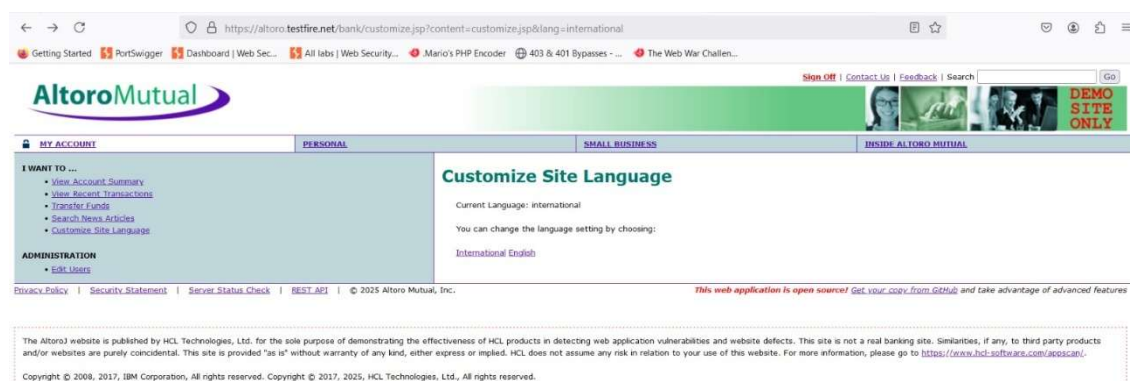 https://altoro.testfire.net/bank/customize.jsp?content=customize.jsp&lang=international
Getting Started PortSwigger Dashboard | Web Sec... All labs | Web Security... .Mario's PHP Encoder 403 & 401 Bypasses - ... The Web War Challen...
Sign Off | Contact Us | Feedback | Search Go
AltoroMutual
DEMO
SITE
ONLY
MY ACCOUNT PERSONAL SMALL BUSINESS INSIDE ALTORO MUTUAL
I WANT TO ...
• View Account Summary
• View Recent Transactions
• Transfer Funds
• Search News Articles
• Customize Site Language
ADMINISTRATION
• Edit Users
Customize Site Language
Current Language: international
You can change the language setting by choosing:
International English
Privacy Policy | Security Statement | Server Status Check | REST API | © 2025 Altoro Mutual, Inc. This web application is open source! Get your copy from GitHub and take advantage of advanced features
The AltoroJ website is published by HCL Technologies, Ltd. for the sole purpose of demonstrating the effectiveness of HCL products in detecting web application vulnerabilities and website defects. This site is not a real banking site. Similarities, if any, to third party products
and/or websites are purely coincidental. This site is provided "as is" without warranty of any kind, either express or implied. HCL does not assume any risk in relation to your use of this website. For more information, please go to https://www.hcl-software.com/appscan/.
Copyright © 2008, 2017, IBM Corporation, All rights reserved. Copyright © 2017, 2025, HCL Technologies, Ltd., All rights reserved.